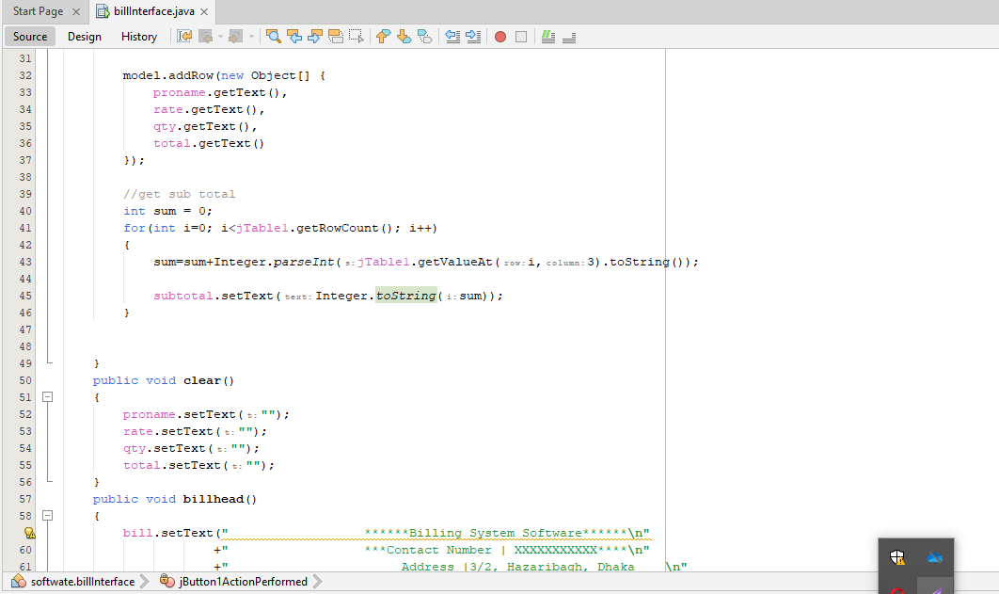 Start Page × billInterface.java ×
Source Design History
31
32 model.addRow(new Object[] {
33 proname.getText(),
34 rate.getText(),
35 qty.getText(),
36 total.getText()
37 });
38
39 //get sub total
40 int sum = 0;
41 for(int i=0; i<jTable1.getRowCount(); i++)
42 {
43 sum=sum+Integer.parseInt( s: jTable1.getValueAt( row: i, column: 3).toString());
44
45 subtotal.setText( text: Integer.toString( i: sum));
46 }
47
48
49 }
50 public void clear()
51 {
52 proname.setText( t: "");
53 rate.setText( t: "");
54 qty.setText( t: "");
55 total.setText( t: "");
56 }
57 public void billhead()
58 {
bill.setText(" ******Billing System Software******\n"
60 +" ***Contact Number | XXXXXXXXXXX****\n"
61 +" Address |3/2, Hazaribagh, Dhaka \n"
softwate.billInterface jButton1ActionPerformed